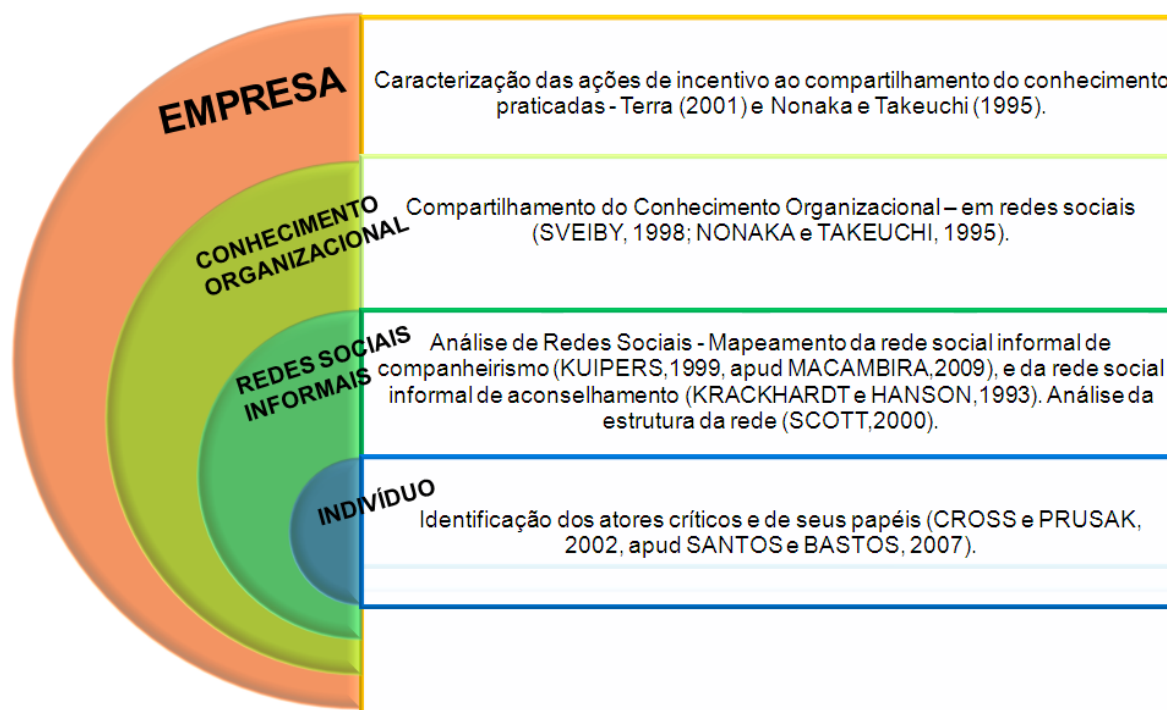 EMPRESA
Caracterização das ações de incentivo ao compartilhamento do conhecimento
praticadas - Terra (2001) e Nonaka e Takeuchi (1995).
CONHECIMENTO
ORGANIZACIONAL
Compartilhamento do Conhecimento Organizacional – em redes sociais
(SVEIBY, 1998; NONAKA e TAKEUCHI, 1995).
REDES SOCIAIS
INFORMAIS
Análise de Redes Sociais - Mapeamento da rede social informal de
companheirismo (KUIPERS,1999, apud MACAMBIRA,2009), e da rede social
informal de aconselhamento (KRACKHARDT e HANSON,1993). Análise da
estrutura da rede (SCOTT,2000).
INDIVÍDUO
Identificação dos atores críticos e de seus papéis (CROSS e PRUSAK,
2002, apud SANTOS e BASTOS, 2007).